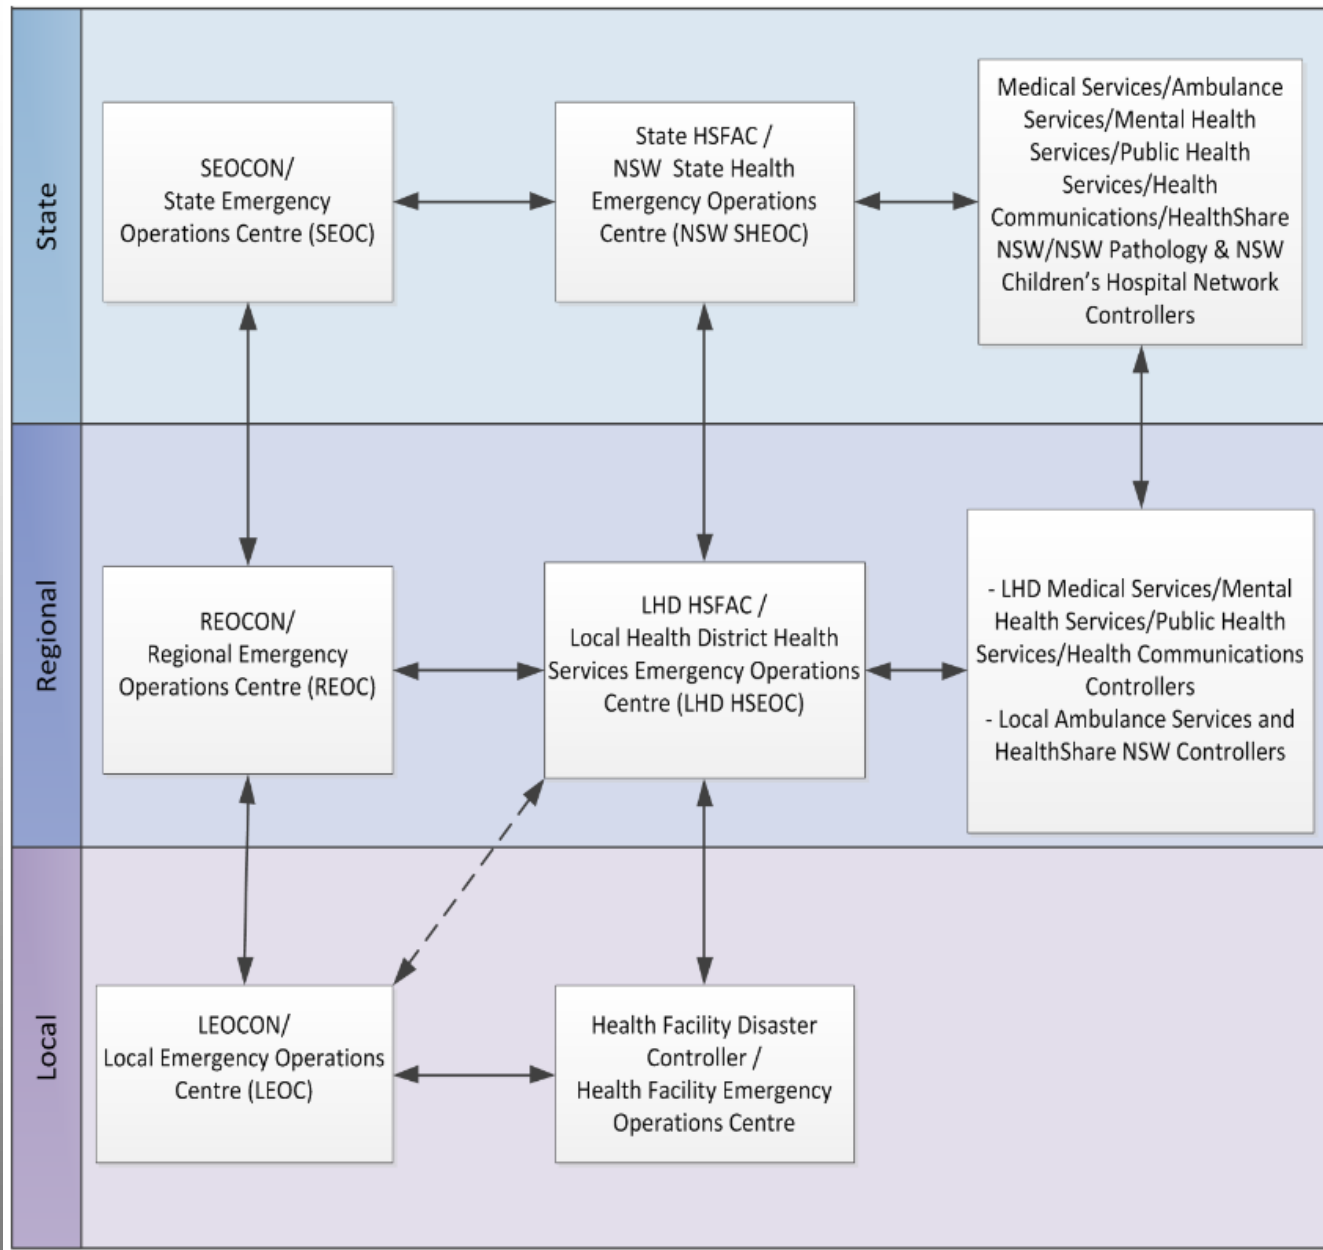 State
SEOCON/
State Emergency
Operations Centre (SEOC)
State HSFAC /
NSW State Health
Emergency Operations
Centre (NSW SHEOC)
Medical Services/Ambulance
Services/Mental Health
Services/Public Health
Services/Health
Communications/HealthShare
NSW/NSW Pathology & NSW
Children’s Hospital Network
Controllers
Regional
REOCON/
Regional Emergency
Operations Centre (REOC)
LHD HSFAC /
Local Health District Health
Services Emergency Operations
Centre (LHD HSEOC)
- LHD Medical Services/Mental
Health Services/Public Health
Services/Health Communications
Controllers
- Local Ambulance Services and
HealthShare NSW Controllers
Local
LEOCON/
Local Emergency Operations
Centre (LEOC)
Health Facility Disaster
Controller /
Health Facility Emergency
Operations Centre